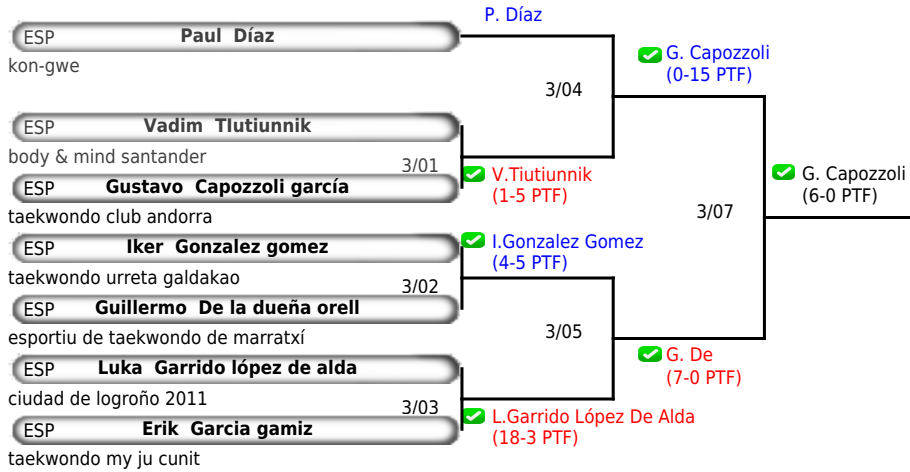 P. Díaz
ESP Paul Díaz
kon-gwe
G. Capozzoli
(0-15 PTF)
3/04
ESP Vadim Tlutiunnik
body & mind santander
3/01
V.Tiutiunnik
(1-5 PTF)
ESP Gustavo Capozzoli garcía
taekwondo club andorra
G. Capozzoli
(6-0 PTF)
3/07
ESP Iker Gonzalez gomez
taekwondo urreta galdakao
I.Gonzalez Gomez
(4-5 PTF)
3/02
ESP Guillermo De la dueña orell
esportiu de taekwondo de marratxí
3/05
G. De
(7-0 PTF)
ESP Luka Garrido lópez de alda
ciudad de logroño 2011
3/03
L.Garrido López De Alda
(18-3 PTF)
ESP Erik Garcia gamiz
taekwondo my ju cunit